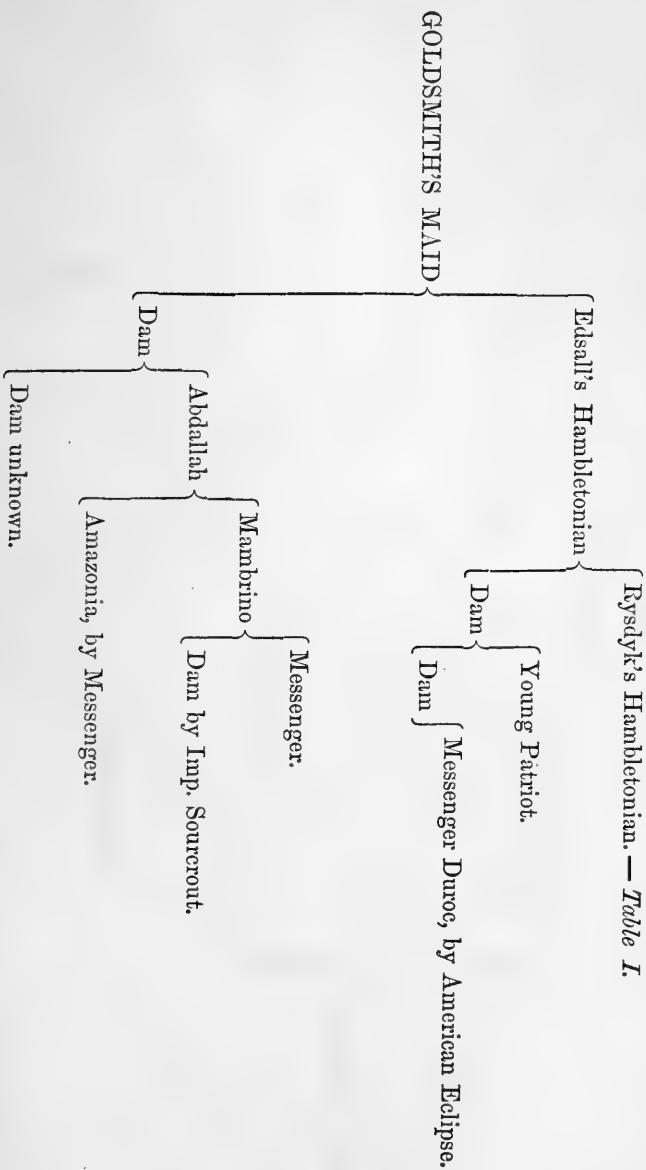 GOLDSMITH'S MAID
Edsall's Hambletonian
Rysdyk's Hambletonian. — Table I.
Dam
Young Patriot.
Dam
Messenger Duroc, by American Eclipse.
Dam
Abdallah
Mambrino
Messenger.
Dam by Imp. Sourcrout.
Amazonia, by Messenger.
Dam unknown.